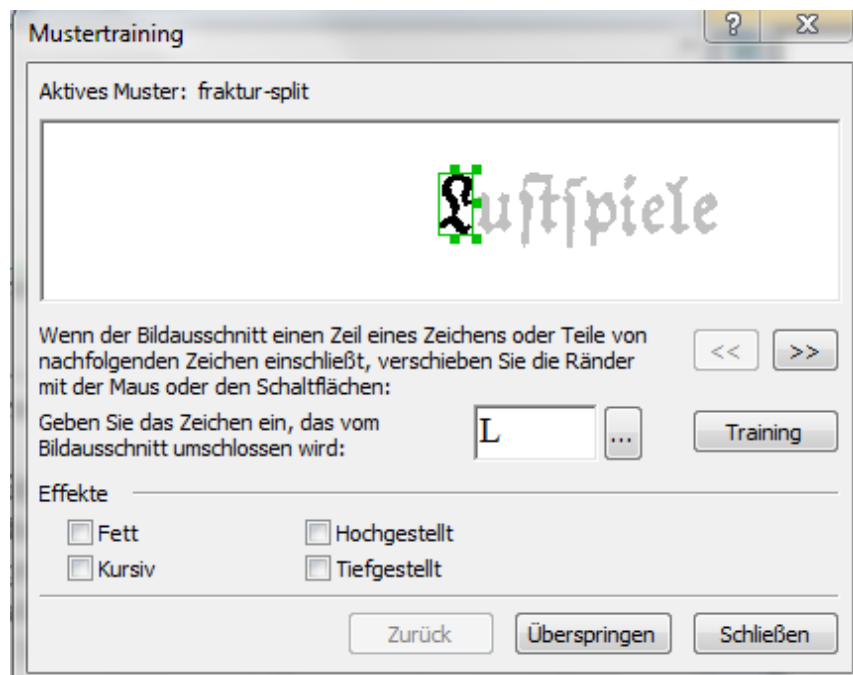 Mustertraining
?
Aktives Muster: fraktur-split
Luſtſpiele
Wenn der Bildausschnitt einen Zeil eines Zeichens oder Teile von
nachfolgenden Zeichen einschließt, verschieben Sie die Ränder
mit der Maus oder den Schaltflächen:
<< >>
Geben Sie das Zeichen ein, das vom
Bildausschnitt umschlossen wird:
L ... Training
Effekte
Fett Hochgestellt
Kursiv Tiefgestellt
Zurück Überspringen Schließen